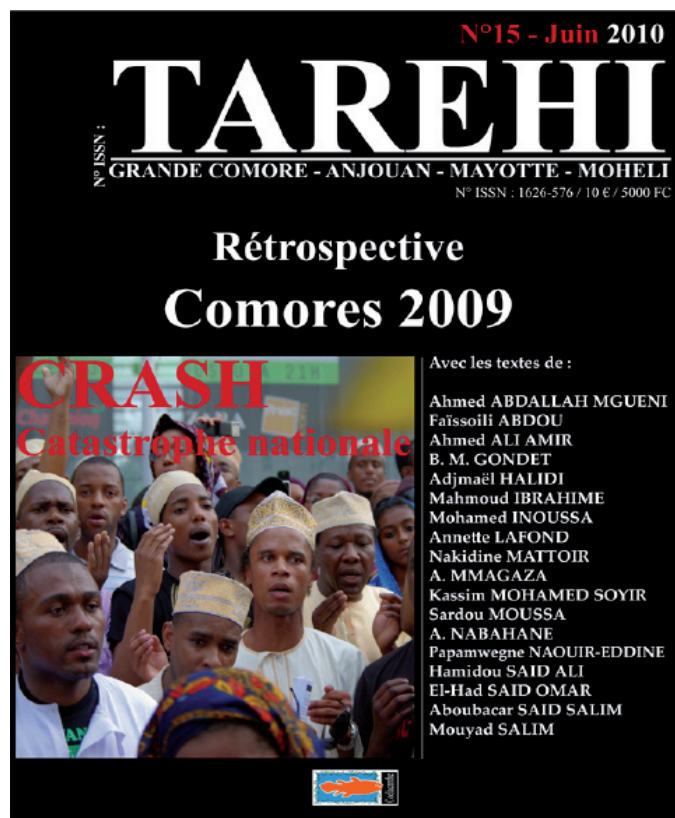 N°15 - Juin 2010
TAREHI
N° ISSN :
GRANDE COMORE - ANJOUAN - MAYOTTE - MOHELI
N° ISSN : 1626-576 / 10 € / 5000 FC
Rétrospective
Comores 2009
CRASH
Catastrophe nationale
21H
Avec les textes de :
Ahmed ABDALLAH MGUENI
Faïssoili ABDOU
Ahmed ALI AMIR
B. M. GONDET
Adjmaël HALIDI
Mahmoud IBRAHIME
Mohamed INOUSSA
Annette LAFOND
Nakidine MATTOIR
A. MMAGAZA
Kassim MOHAMED SOYIR
Sardou MOUSSA
A. NABAHANE
Papamwegne NAOUIR-EDDINE
Hamidou SAID ALI
El-Had SAID OMAR
Aboubacar SAID SALIM
Mouyad SALIM